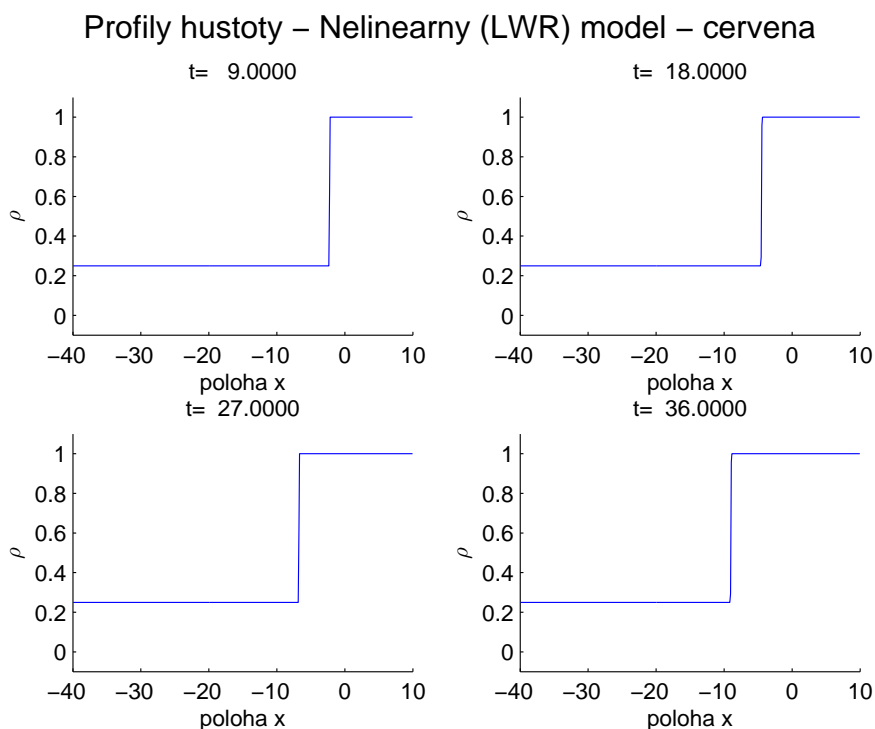 Profily hustoty – Nelinearny (LWR) model – cervena
t= 9.0000
1
0.8
0.6
0.4
0.2
0
ρ
−40 −30 −20 −10 0 10
poloha x
t= 18.0000
1
0.8
0.6
0.4
0.2
0
ρ
−40 −30 −20 −10 0 10
poloha x
t= 27.0000
1
0.8
0.6
0.4
0.2
0
ρ
−40 −30 −20 −10 0 10
poloha x
t= 36.0000
1
0.8
0.6
0.4
0.2
0
ρ
−40 −30 −20 −10 0 10
poloha x